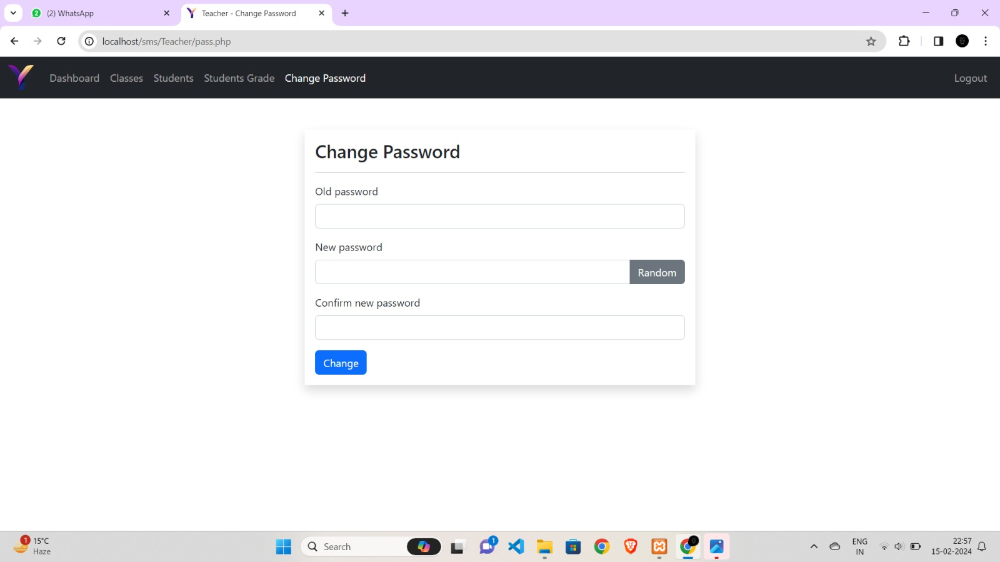 2 (2) WhatsApp
Teacher - Change Password
localhost/sms/Teacher/pass.php
Dashboard Classes Students Students Grade Change Password Logout
Change Password
Old password
New password
Random
Confirm new password
Change
1 15°C
Haze
Search
1
ENG
IN
22:57
15-02-2024